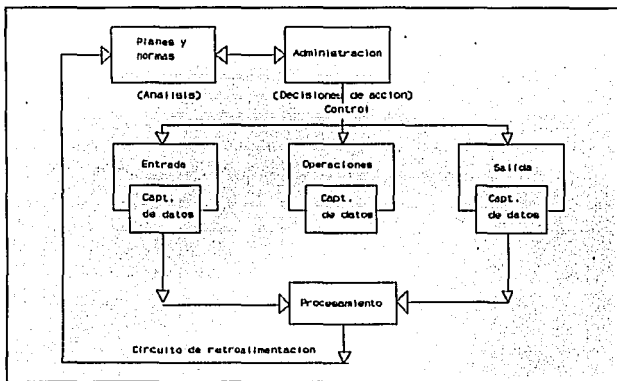 Planes y
normas
Administracion
(Analisis)
(Decisiones de accion)
Control
Entrada
Operaciones
Salida
Capt.
de datos
Capt.
de datos
Capt.
de datos
Procesamiento
Circuito de retroalimentacion